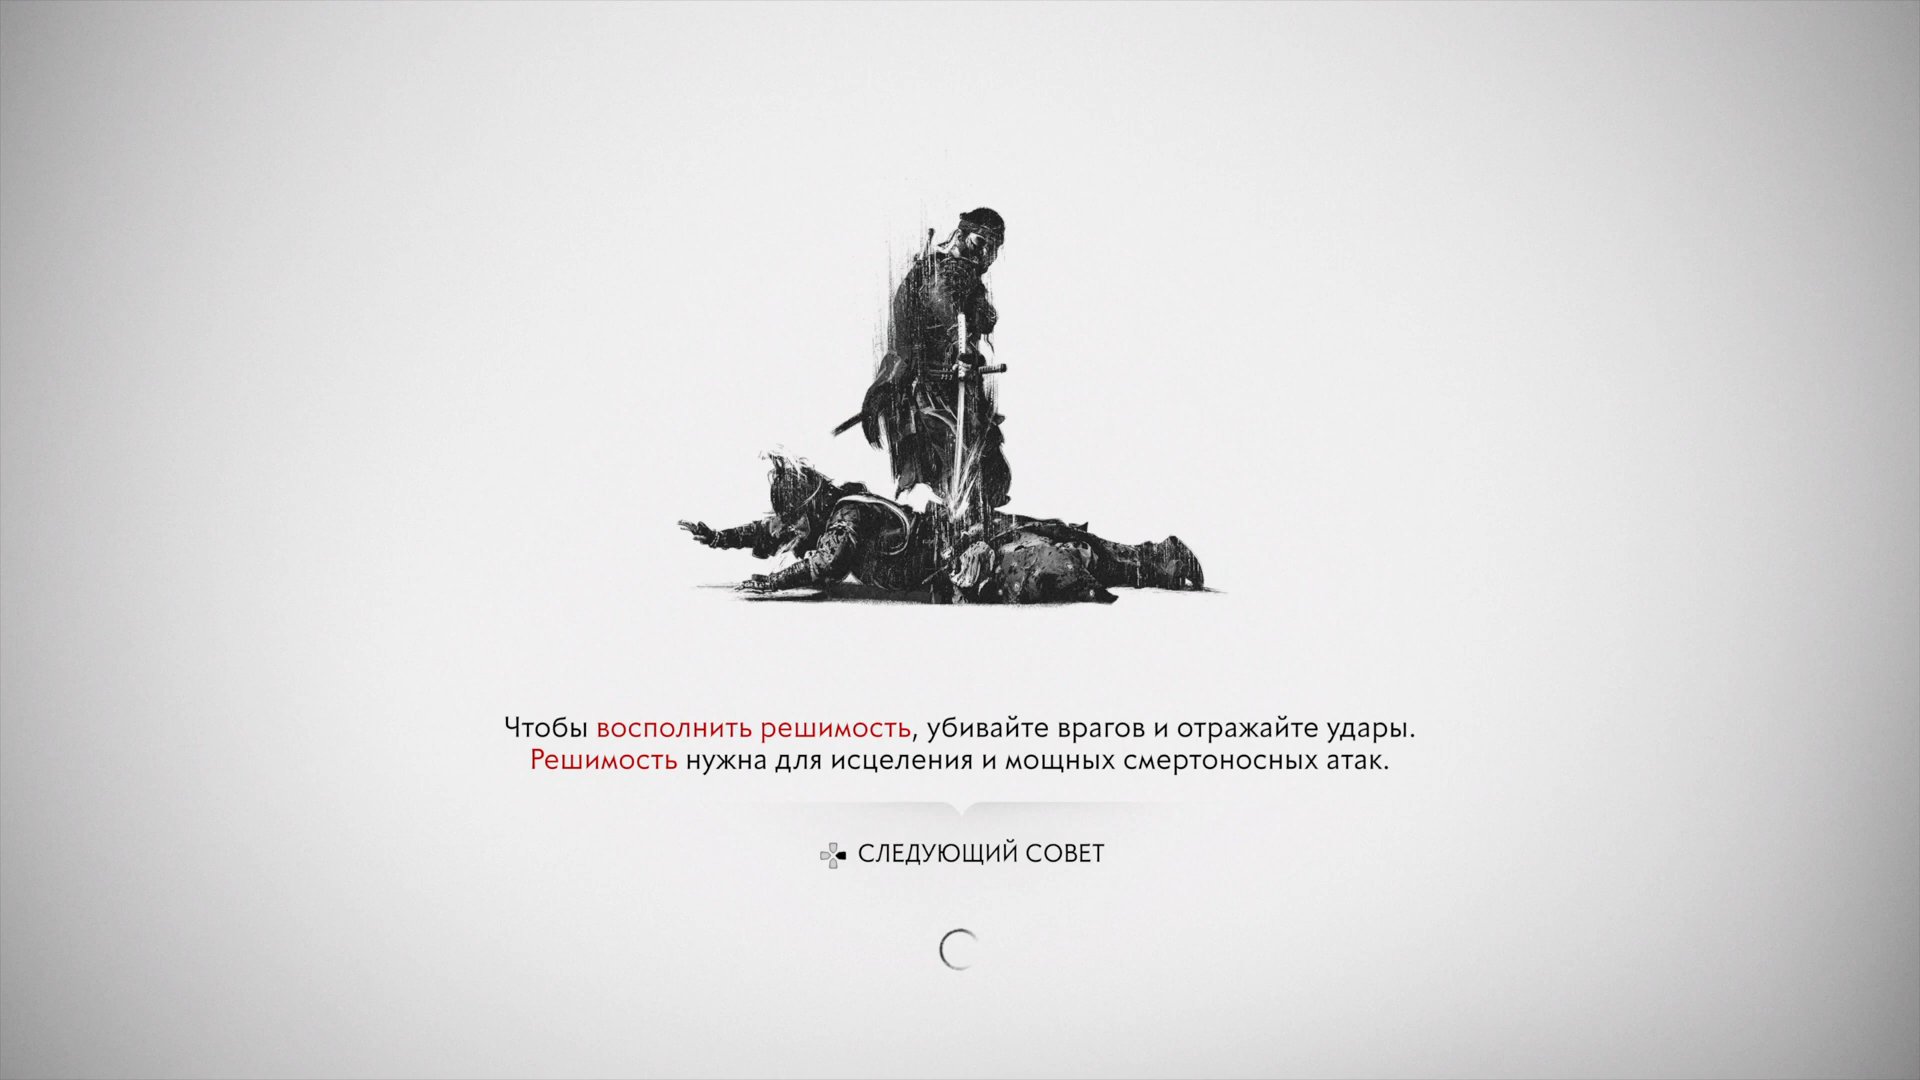 Чтобы восполнить решимость, убивайте врагов и отражайте удары.
Решимость нужна для исцеления и мощных смертоносных атак.
СЛЕДУЮЩИЙ СОВЕТ